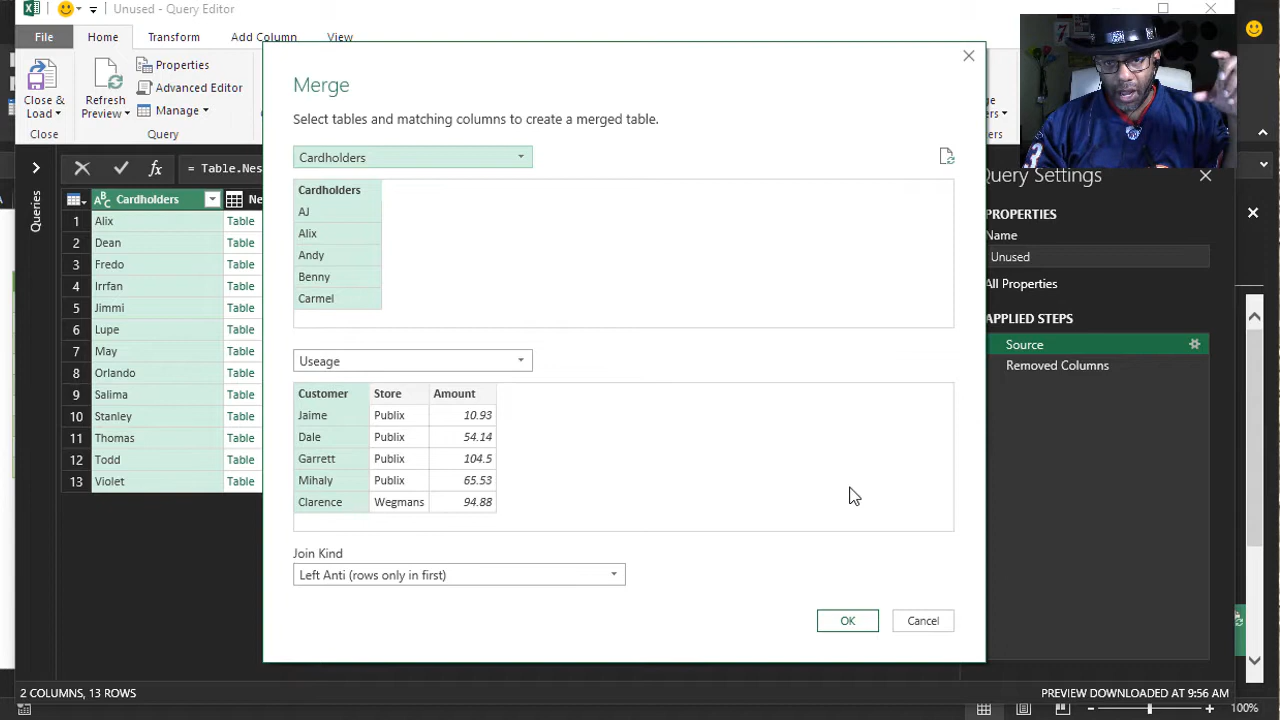 Unused - Query Editor
File Home Transform Add Column View
Close & Load
Refresh Preview
Properties
Advanced Editor
Manage
Close Query
= Table.Nes
Queries
Cardholders Ne
1 Alix Table
2 Dean Table
3 Fredo Table
4 Irrfan Table
5 Jimmi Table
6 Lupe Table
7 May Table
8 Orlando Table
9 Salima Table
10 Stanley Table
11 Thomas Table
12 Todd Table
13 Violet Table
Merge
Select tables and matching columns to create a merged table.
Cardholders
Cardholders
AJ
Alix
Andy
Benny
Carmel
Useage
Customer Store Amount
Jaime Publix 10.93
Dale Publix 54.14
Garrett Publix 104.5
Mihaly Publix 65.53
Clarence Wegmans 94.88
Join Kind
Left Anti (rows only in first)
OK Cancel
Query Settings
PROPERTIES
Name
Unused
All Properties
APPLIED STEPS
Source
Removed Columns
2 COLUMNS, 13 ROWS
PREVIEW DOWNLOADED AT 9:56 AM
100%